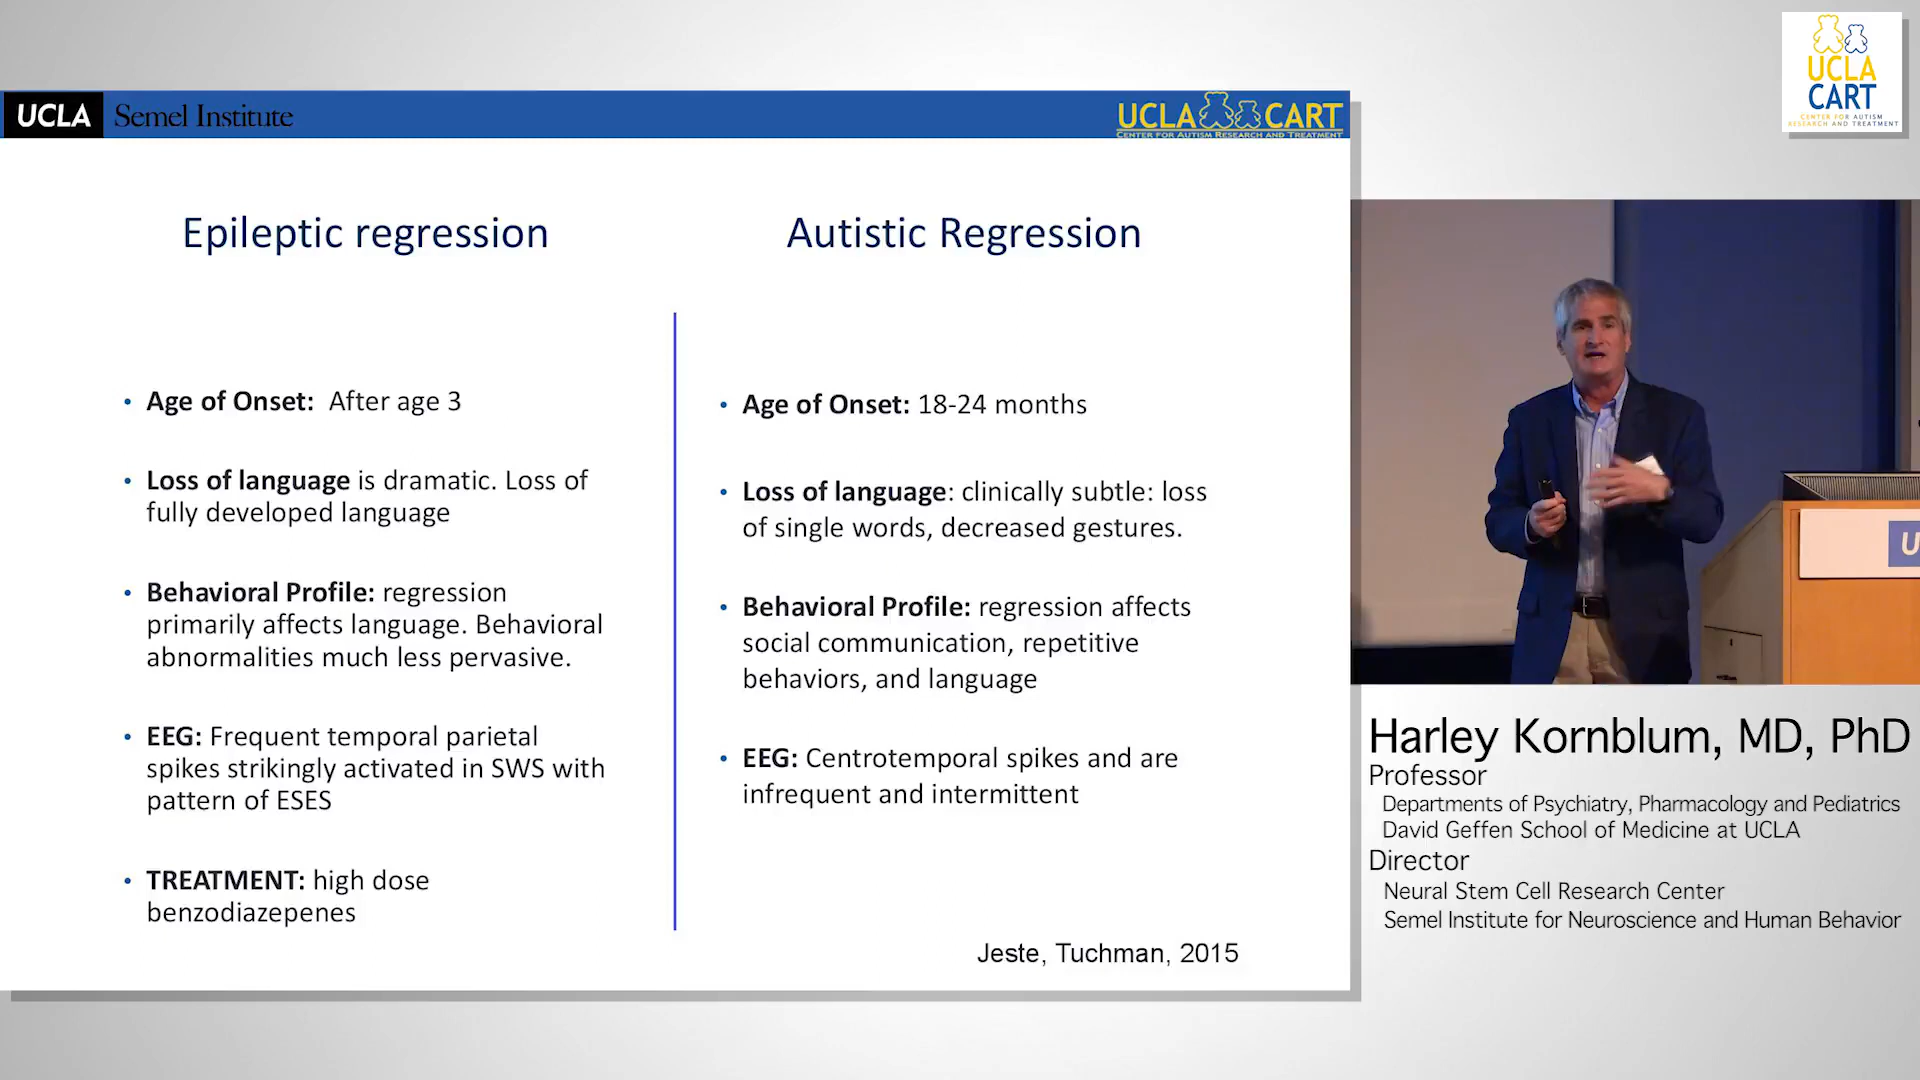 UCLA Semel Institute
UCLA CART
CENTER FOR AUTISM RESEARCH AND TREATMENT
UCLA
CART
CENTER FOR AUTISM
RESEARCH AND TREATMENT
Epileptic regression
• Age of Onset: After age 3
• Loss of language is dramatic. Loss of
fully developed language
• Behavioral Profile: regression
primarily affects language. Behavioral
abnormalities much less pervasive.
• EEG: Frequent temporal parietal
spikes strikingly activated in SWS with
pattern of ESES
• TREATMENT: high dose
benzodiazepenes
Autistic Regression
• Age of Onset: 18-24 months
• Loss of language: clinically subtle: loss
of single words, decreased gestures.
• Behavioral Profile: regression affects
social communication, repetitive
behaviors, and language
• EEG: Centrotemporal spikes and are
infrequent and intermittent
Jeste, Tuchman, 2015
U
Harley Kornblum, MD, PhD
Professor
Departments of Psychiatry, Pharmacology and Pediatrics
David Geffen School of Medicine at UCLA
Director
Neural Stem Cell Research Center
Semel Institute for Neuroscience and Human Behavior